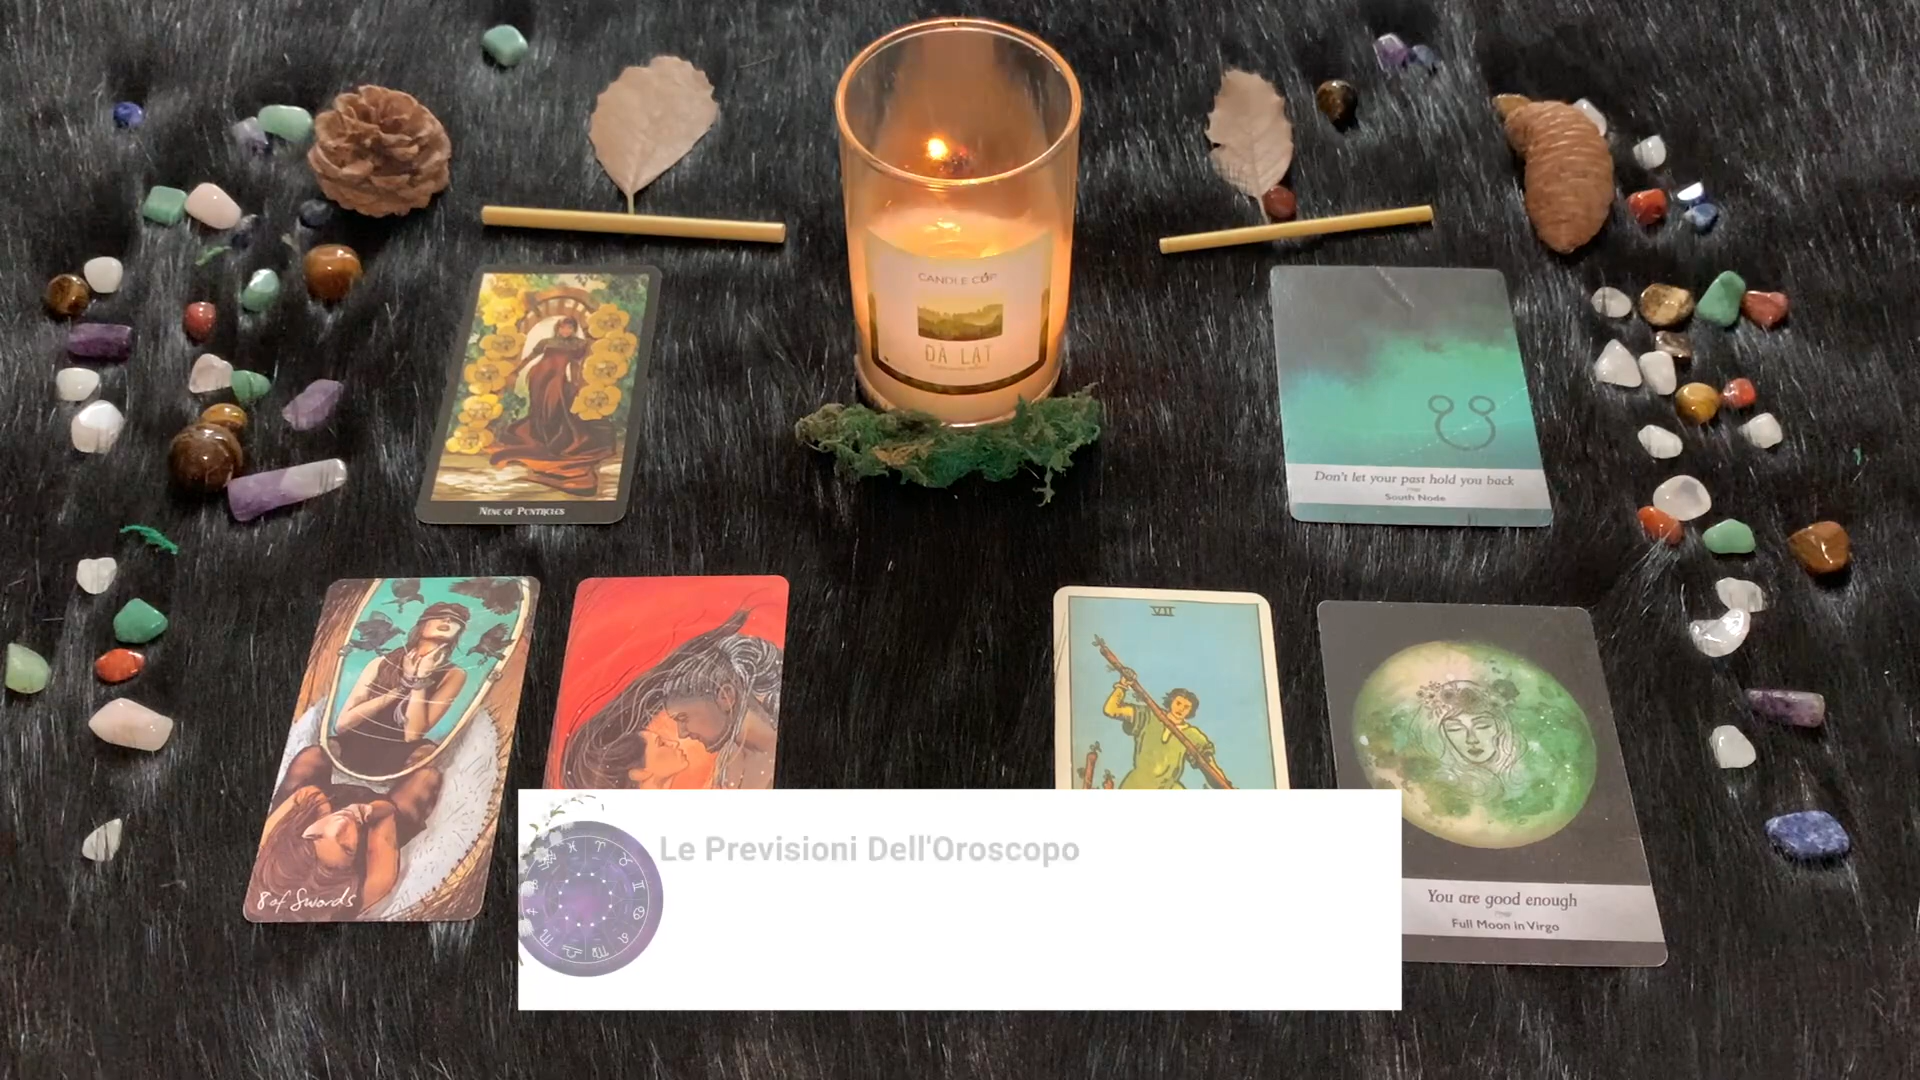 CANDLE CUP
ĐÀ LẠT
Nine of Pentacles
Don't let your past hold you back
South Node
VII
8 of Swords
Le Previsioni Dell'Oroscopo
You are good enough
Full Moon in Virgo